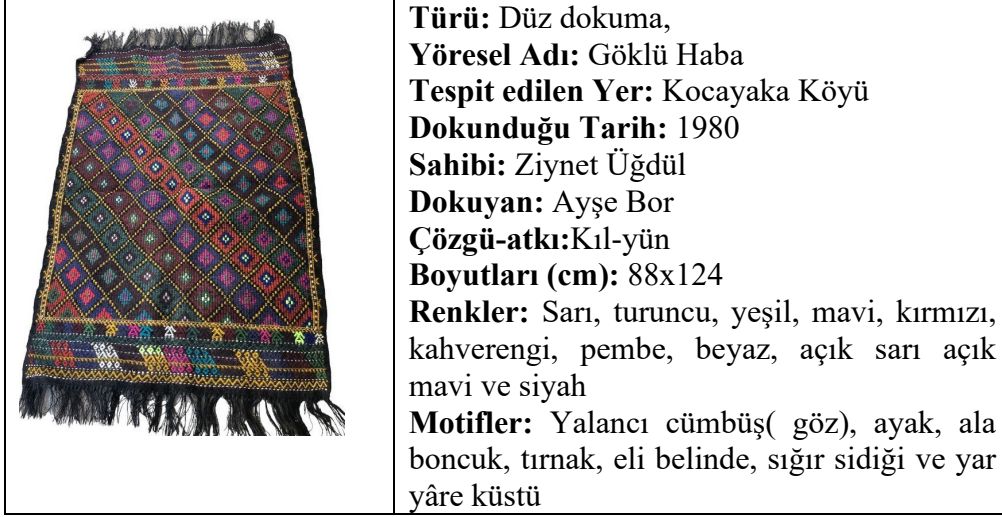 Türü: Düz dokuma,
Yöresel Adı: Göklü Haba
Tespit edilen Yer: Kocayaka Köyü
Dokunduğu Tarih: 1980
Sahibi: Ziynet Üğdül
Dokuyan: Ayşe Bor
Çözgü-atkı:Kıl-yün
Boyutları (cm): 88x124
Renkler: Sarı, turuncu, yeşil, mavi, kırmızı,
kahverengi, pembe, beyaz, açık sarı açık
mavi ve siyah
Motifler: Yalancı cümbüş( göz), ayak, ala
boncuk, tırnak, eli belinde, sığır sidiği ve yar
yâre küstü